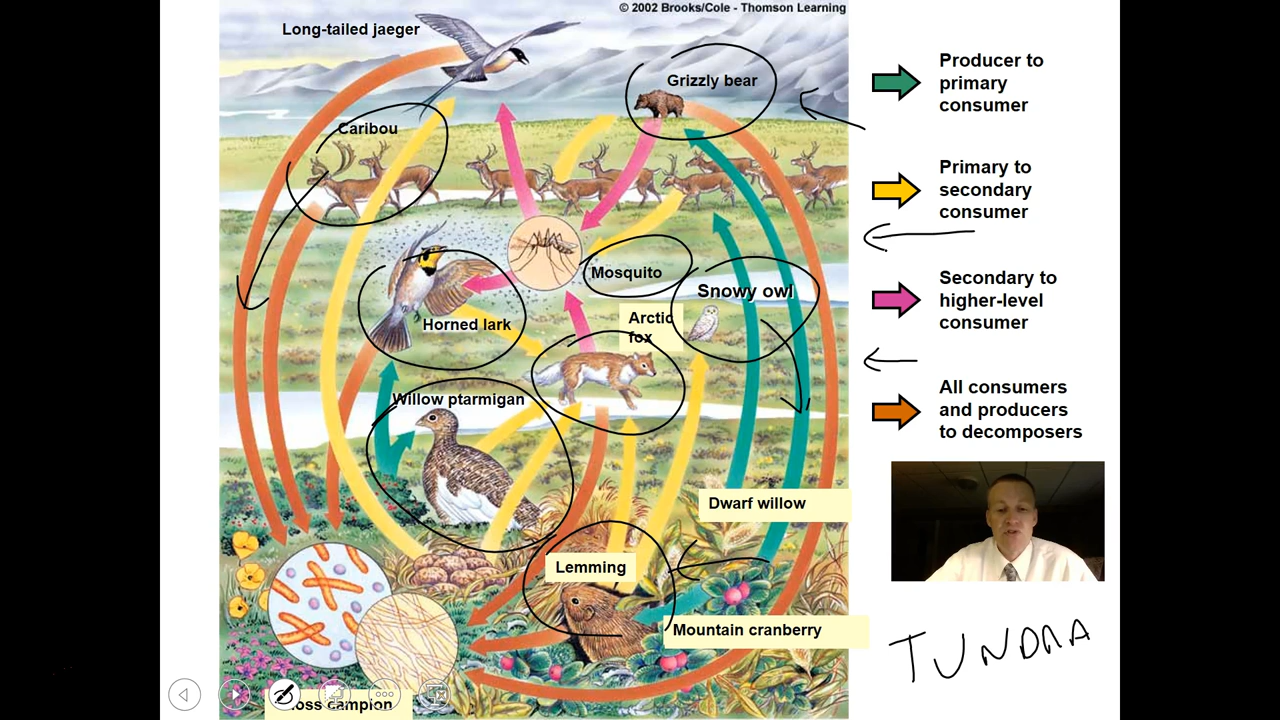 © 2002 Brooks/Cole - Thomson Learning
Long-tailed jaeger
Grizzly bear
Caribou
Mosquito
Snowy owl
Horned lark
Arctic
fox
Willow ptarmigan
Dwarf willow
Lemming
Mountain cranberry
campion
Producer to
primary
consumer
Primary to
secondary
consumer
Secondary to
higher-level
consumer
All consumers
and producers
to decomposers
TUNDRA